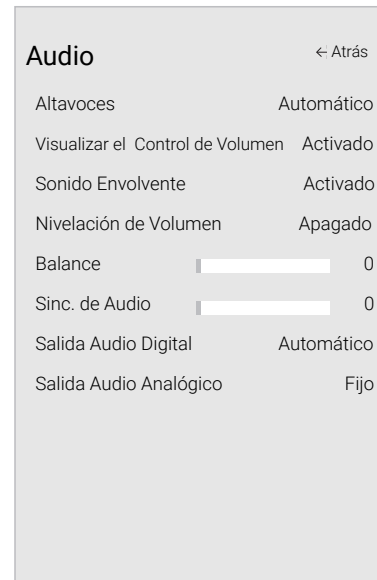 Audio ← Atrás
Altavoces Automático
Visualizar el Control de Volumen Activado
Sonido Envolvente Activado
Nivelación de Volumen Apagado
Balance 0
Sinc. de Audio 0
Salida Audio Digital Automático
Salida Audio Analógico Fijo